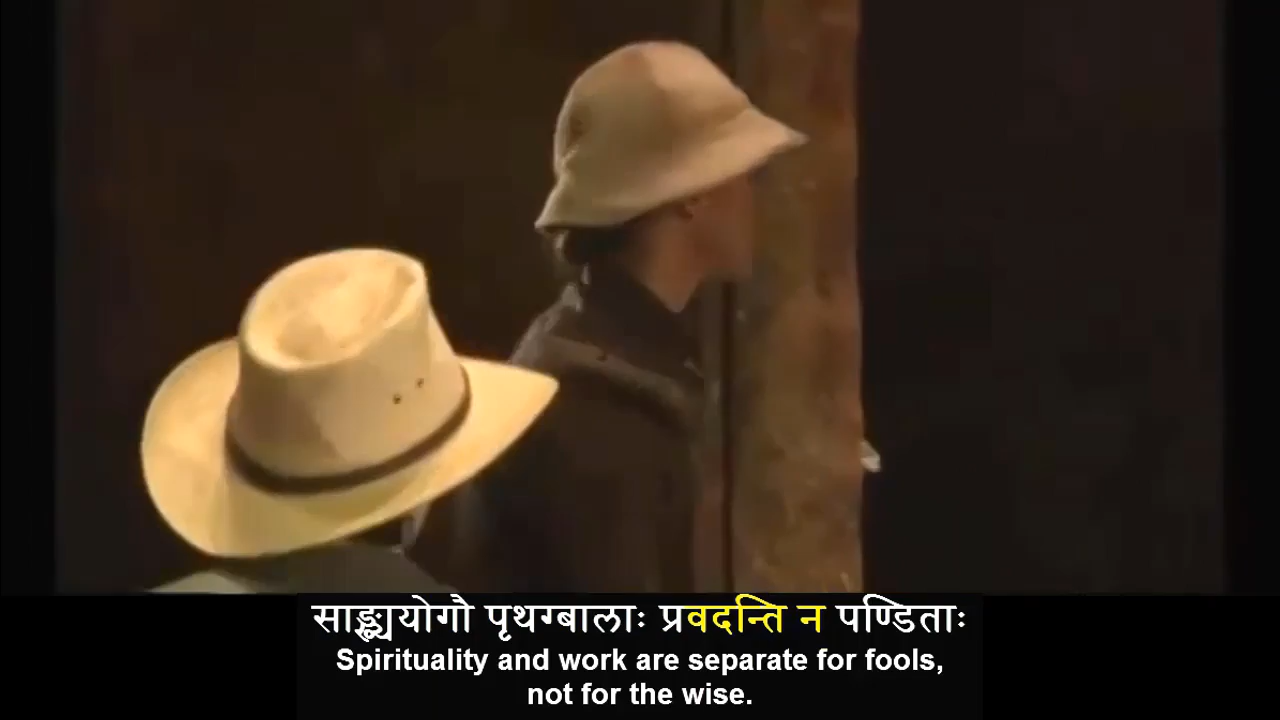 साङ्ख्ययोगौ पृथग्बालाः प्रवदन्ति न पण्डिताः
Spirituality and work are separate for fools,
not for the wise.